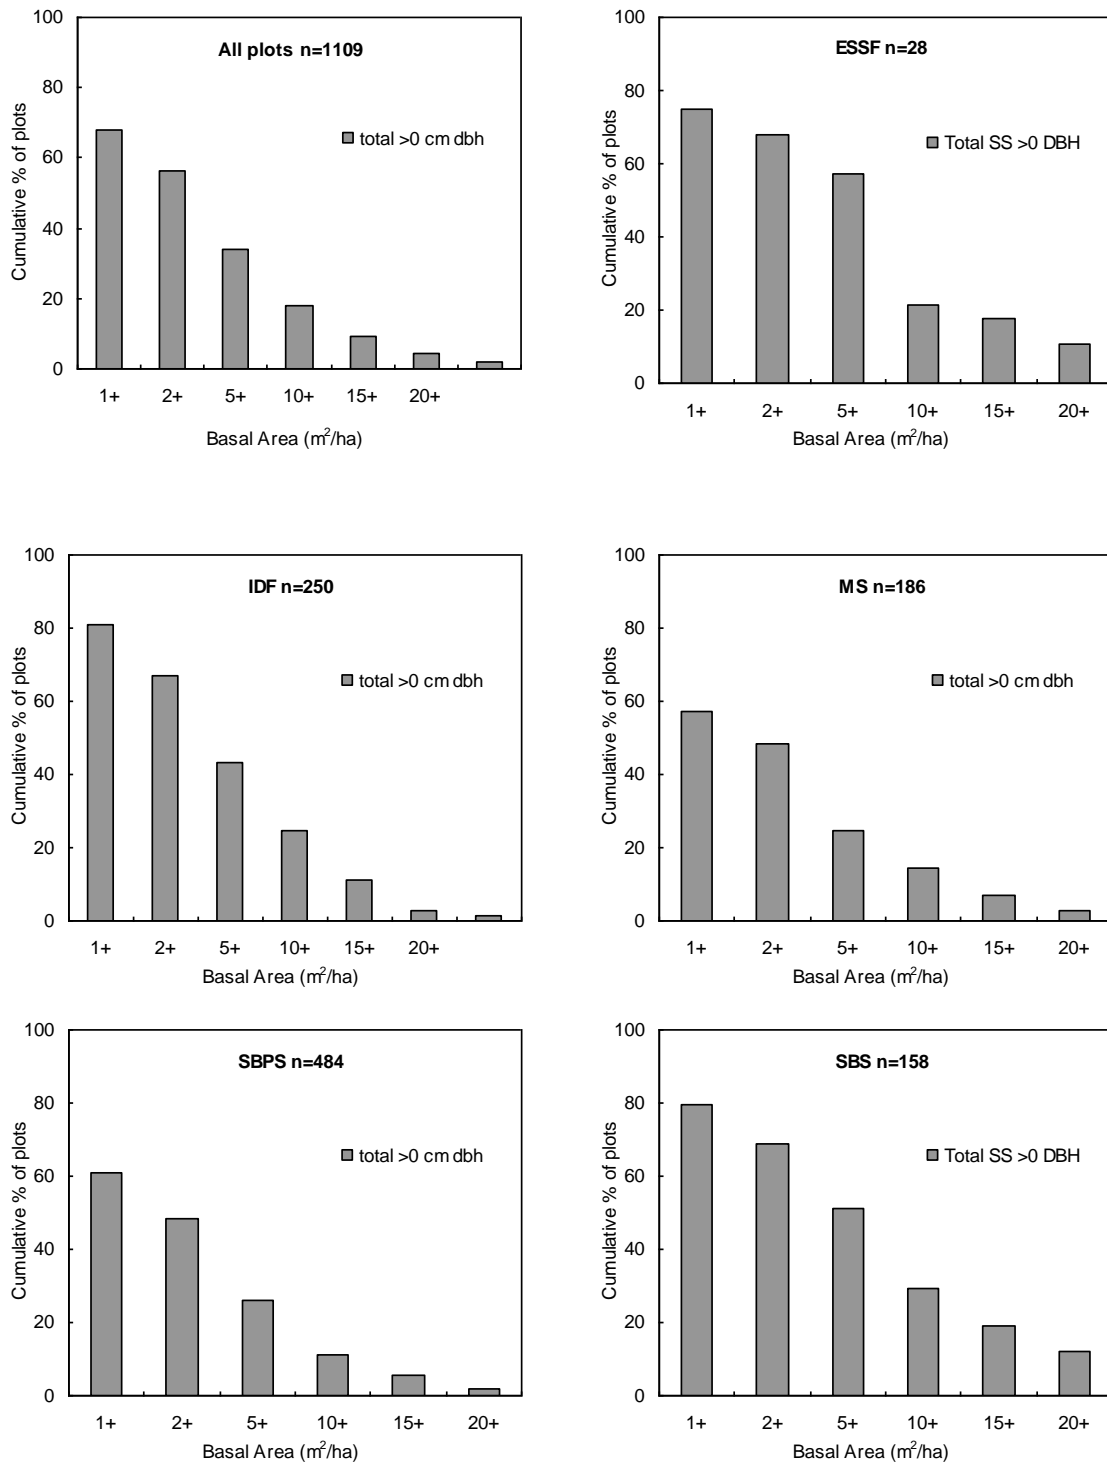 All plots n=1109
total >0 cm dbh
Cumulative % of plots
100
80
60
40
20
0
1+ 2+ 5+ 10+ 15+ 20+
Basal Area (m²/ha)
ESSF n=28
Total SS >0 DBH
Cumulative % of plots
100
80
60
40
20
0
1+ 2+ 5+ 10+ 15+ 20+
Basal Area (m²/ha)
IDF n=250
total >0 cm dbh
Cumulative % of plots
100
80
60
40
20
0
1+ 2+ 5+ 10+ 15+ 20+
Basal Area (m²/ha)
MS n=186
total >0 cm dbh
Cumulative % of plots
100
80
60
40
20
0
1+ 2+ 5+ 10+ 15+ 20+
Basal Area (m²/ha)
SBPS n=484
total >0 cm dbh
Cumulative % of plots
100
80
60
40
20
0
1+ 2+ 5+ 10+ 15+ 20+
Basal Area (m²/ha)
SBS n=158
Total SS >0 DBH
Cumulative % of plots
100
80
60
40
20
0
1+ 2+ 5+ 10+ 15+ 20+
Basal Area (m²/ha)